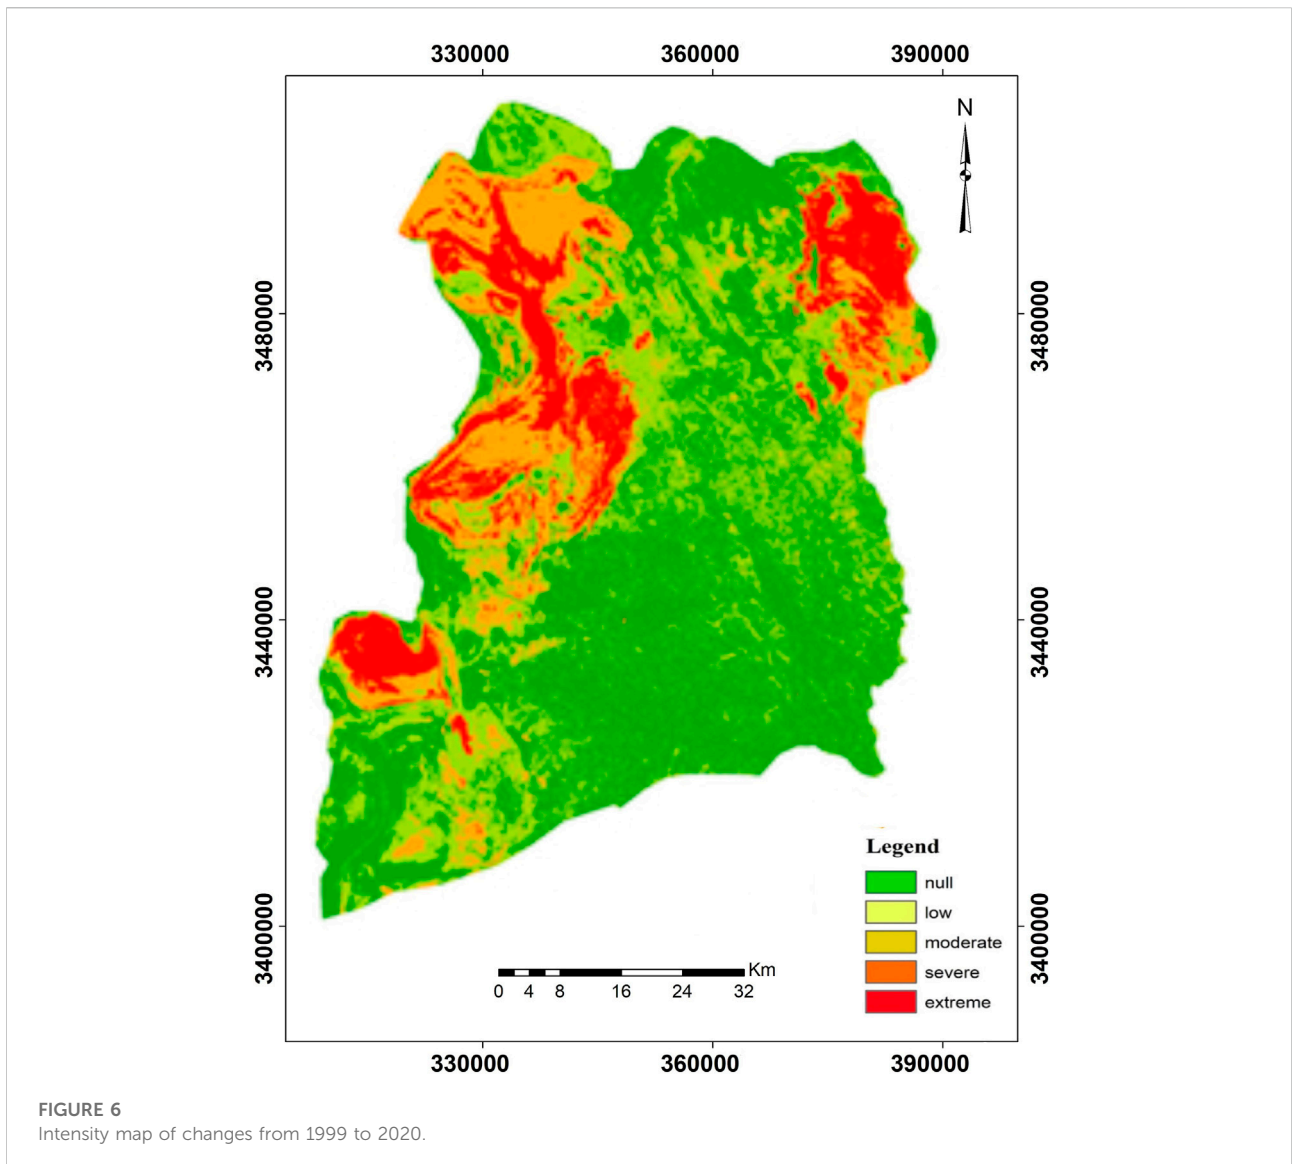 330000 360000 390000
N
3480000 3480000
3440000 3440000
3400000 3400000
Legend
null
low
moderate
severe
extreme
Km
0 4 8 16 24 32
330000 360000 390000
FIGURE 6
Intensity map of changes from 1999 to 2020.